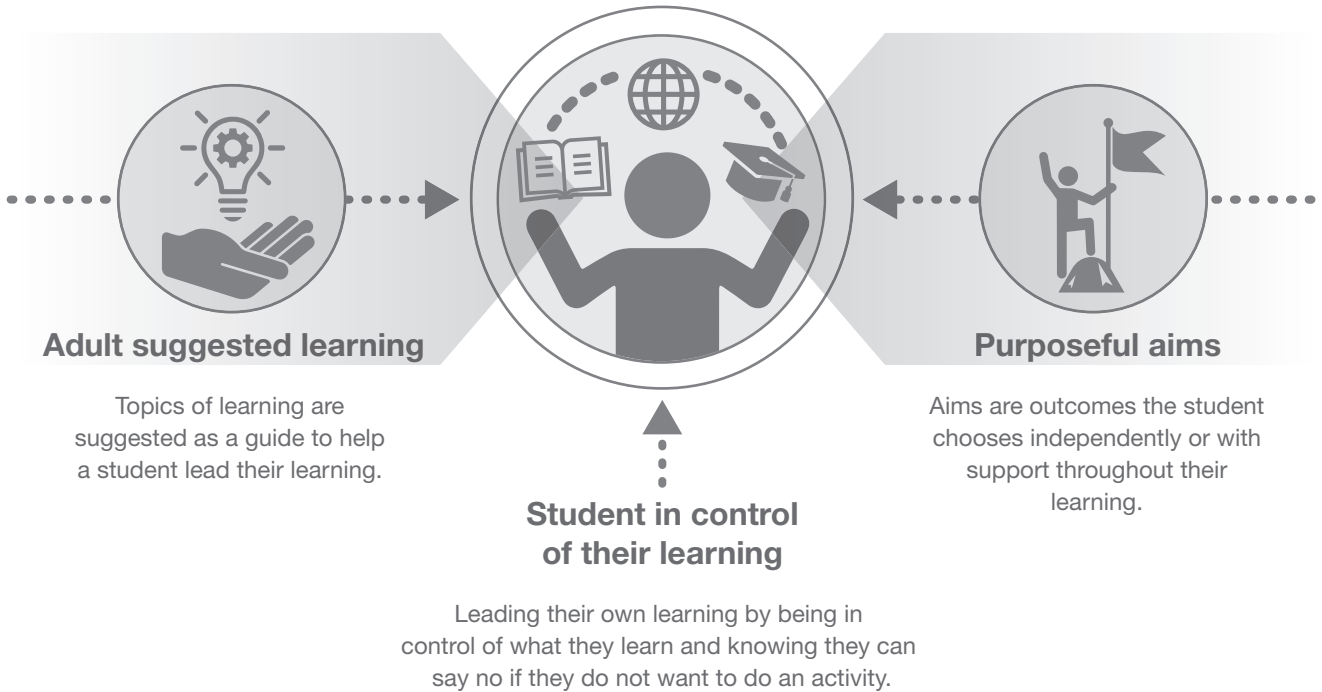 Adult suggested learning
Topics of learning are
suggested as a guide to help
a student lead their learning.
Student in control
of their learning
Leading their own learning by being in
control of what they learn and knowing they can
say no if they do not want to do an activity.
Purposeful aims
Aims are outcomes the student
chooses independently or with
support throughout their
learning.